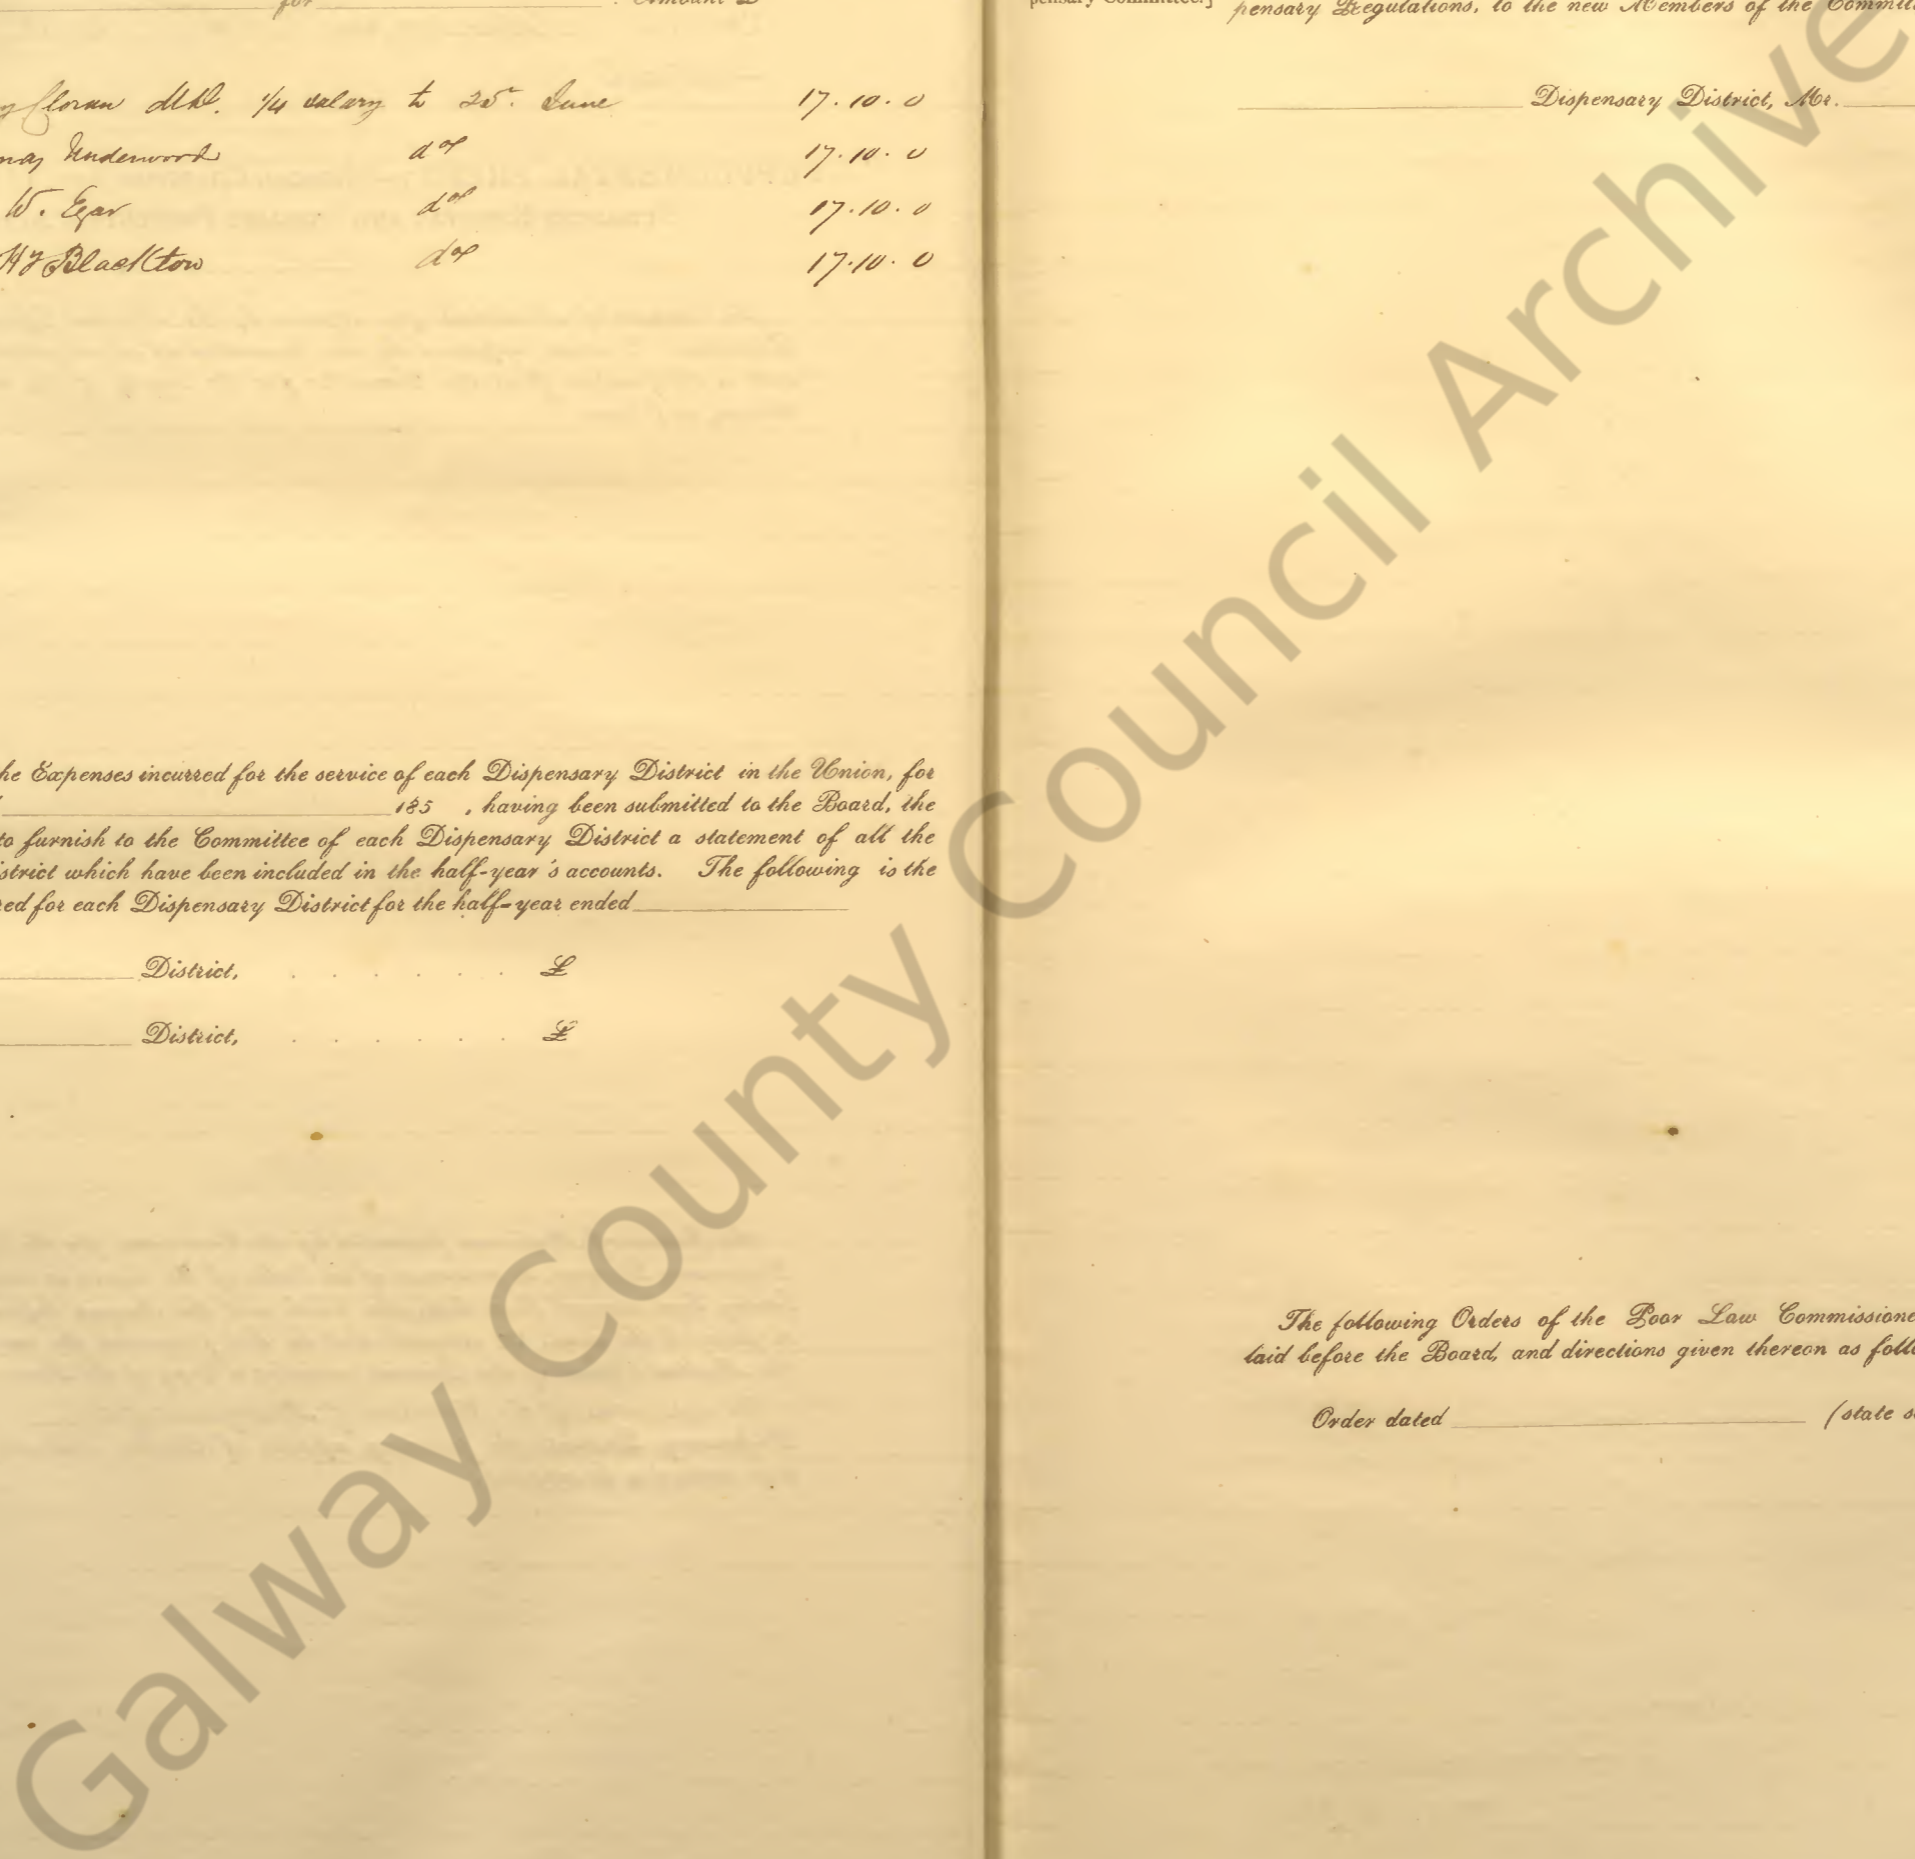 for . Amount £
Cloran M.D. 1/4 salary to 25th. June 17.10.0
Underwood do 17.10.0
W. Egar do 17.10.0
Hy Blackton do 17.10.0
he Expenses incurred for the service of each Dispensary District in the Union, for
185 , having been submitted to the Board, the
to furnish to the Committee of each Dispensary District a statement of all the
istrict which have been included in the half-year's accounts. The following is the
red for each Dispensary District for the half-year ended
District, . . . . . . £
District, . . . . . . £
pensary Committee.]
pensary Regulations, to the new Members of the Committ
Dispensary District, Mr.
The following Orders of the Poor Law Commissione
laid before the Board, and directions given thereon as follo
Order dated (state s
Galway County Council Archive